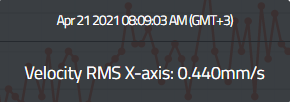 Apr 21 2021 08:09:03 AM (GMT+3)
Velocity RMS X-axis: 0.440mm/s